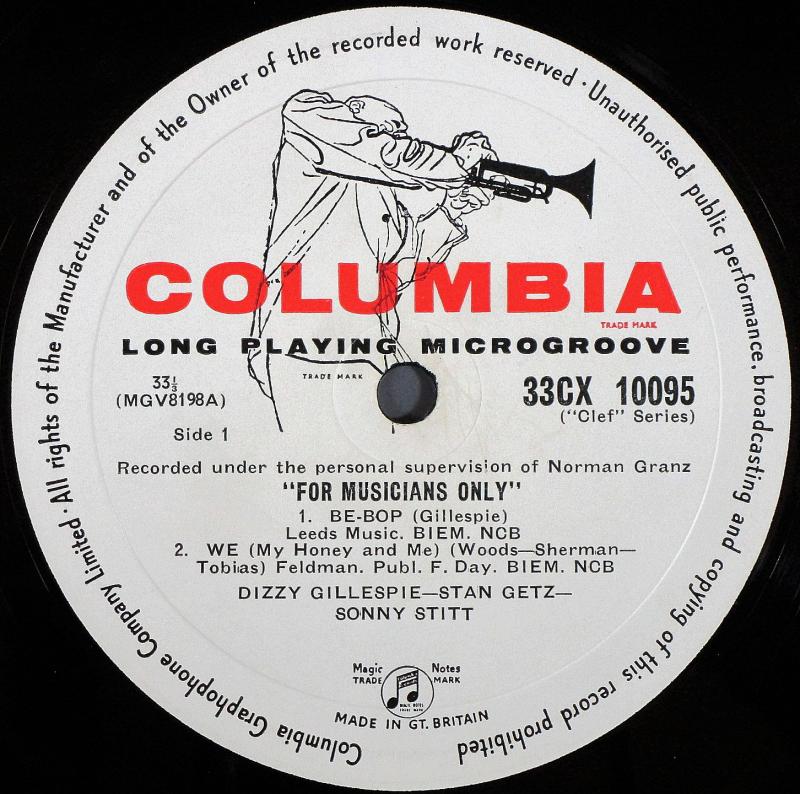 Columbia Graphophone Company Limited · All rights of the Manufacturer and of the Owner of the recorded work reserved · Unauthorised public performance, broadcasting and copying of this record prohibited
COLUMBIA
TRADE MARK
LONG PLAYING MICROGROOVE
TRADE MARK
33⅓
(MGV8198A)
33CX 10095
("Clef" Series)
Side 1
Recorded under the personal supervision of Norman Granz
"FOR MUSICIANS ONLY"
1. BE-BOP (Gillespie)
Leeds Music. BIEM. NCB
2. WE (My Honey and Me) (Woods—Sherman—
Tobias) Feldman. Publ. F. Day. BIEM. NCB
DIZZY GILLESPIE—STAN GETZ—
SONNY STITT
Magic Notes
TRADE MARK
MADE IN GT. BRITAIN